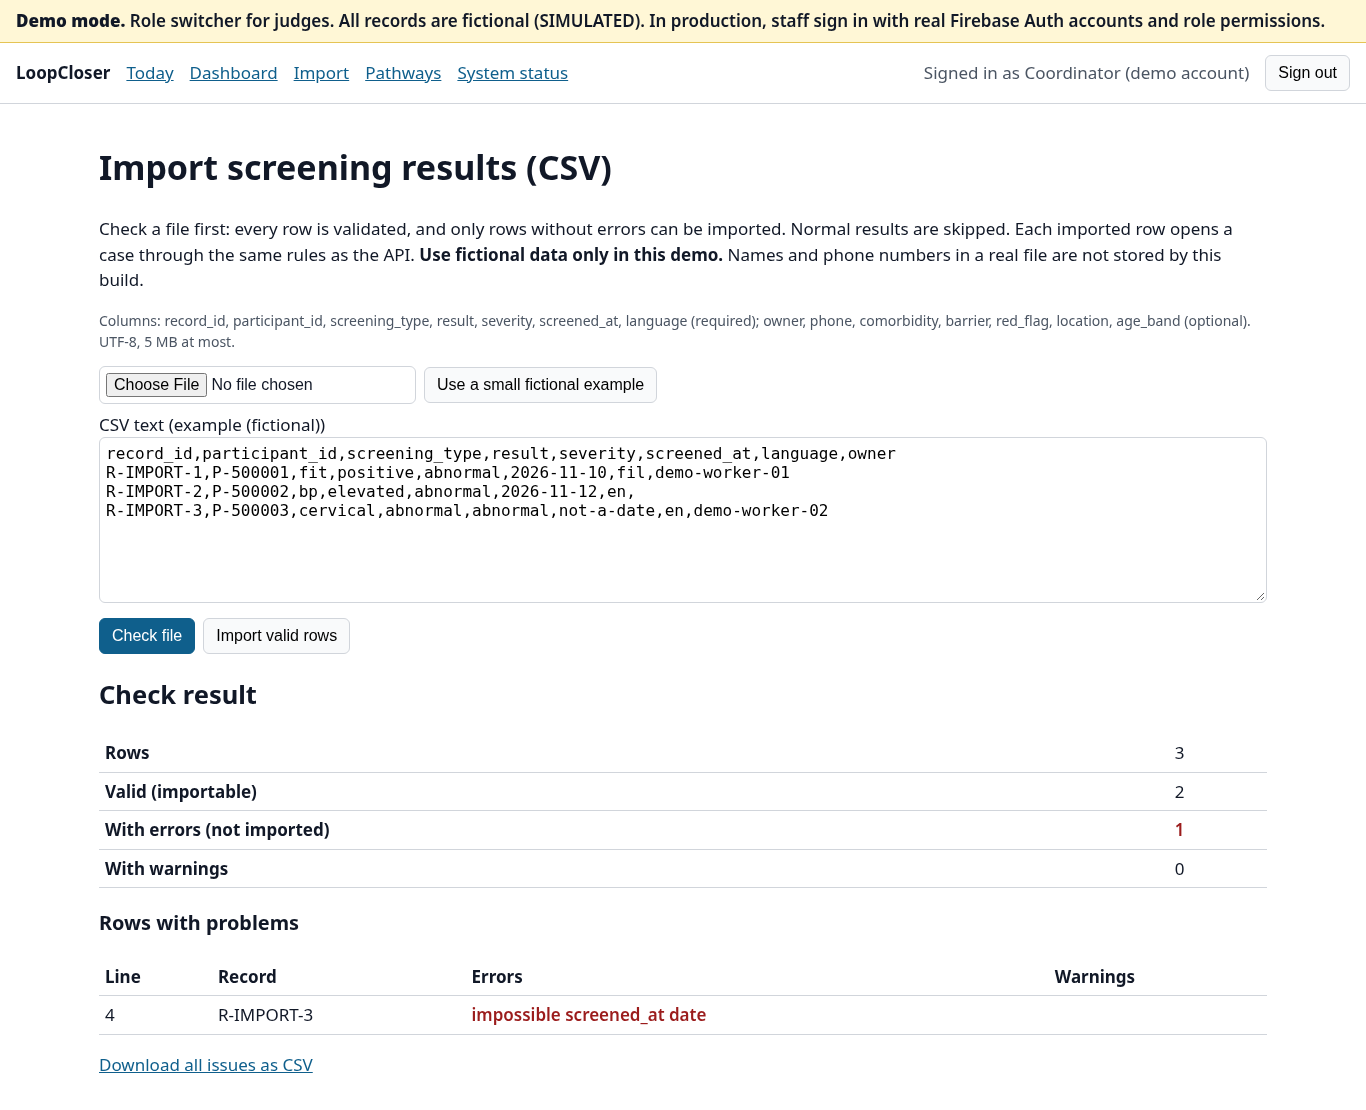 Demo mode. Role switcher for judges. All records are fictional (SIMULATED). In production, staff sign in with real Firebase Auth accounts and role permissions.
LoopCloser Today Dashboard Import Pathways System status Signed in as Coordinator (demo account) Sign out
Import screening results (CSV)
Check a file first: every row is validated, and only rows without errors can be imported. Normal results are skipped. Each imported row opens a
case through the same rules as the API. Use fictional data only in this demo. Names and phone numbers in a real file are not stored by this
build.
Columns: record_id, participant_id, screening_type, result, severity, screened_at, language (required); owner, phone, comorbidity, barrier, red_flag, location, age_band (optional).
UTF-8, 5 MB at most.
Choose File No file chosen Use a small fictional example
CSV text (example (fictional))
record_id,participant_id,screening_type,result,severity,screened_at,language,owner
R-IMPORT-1,P-500001,fit,positive,abnormal,2026-11-10,fil,demo-worker-01
R-IMPORT-2,P-500002,bp,elevated,abnormal,2026-11-12,en,
R-IMPORT-3,P-500003,cervical,abnormal,abnormal,not-a-date,en,demo-worker-02
Check file Import valid rows
Check result
Rows 3
Valid (importable) 2
With errors (not imported) 1
With warnings 0
Rows with problems
Line Record Errors Warnings
4 R-IMPORT-3 impossible screened_at date
Download all issues as CSV